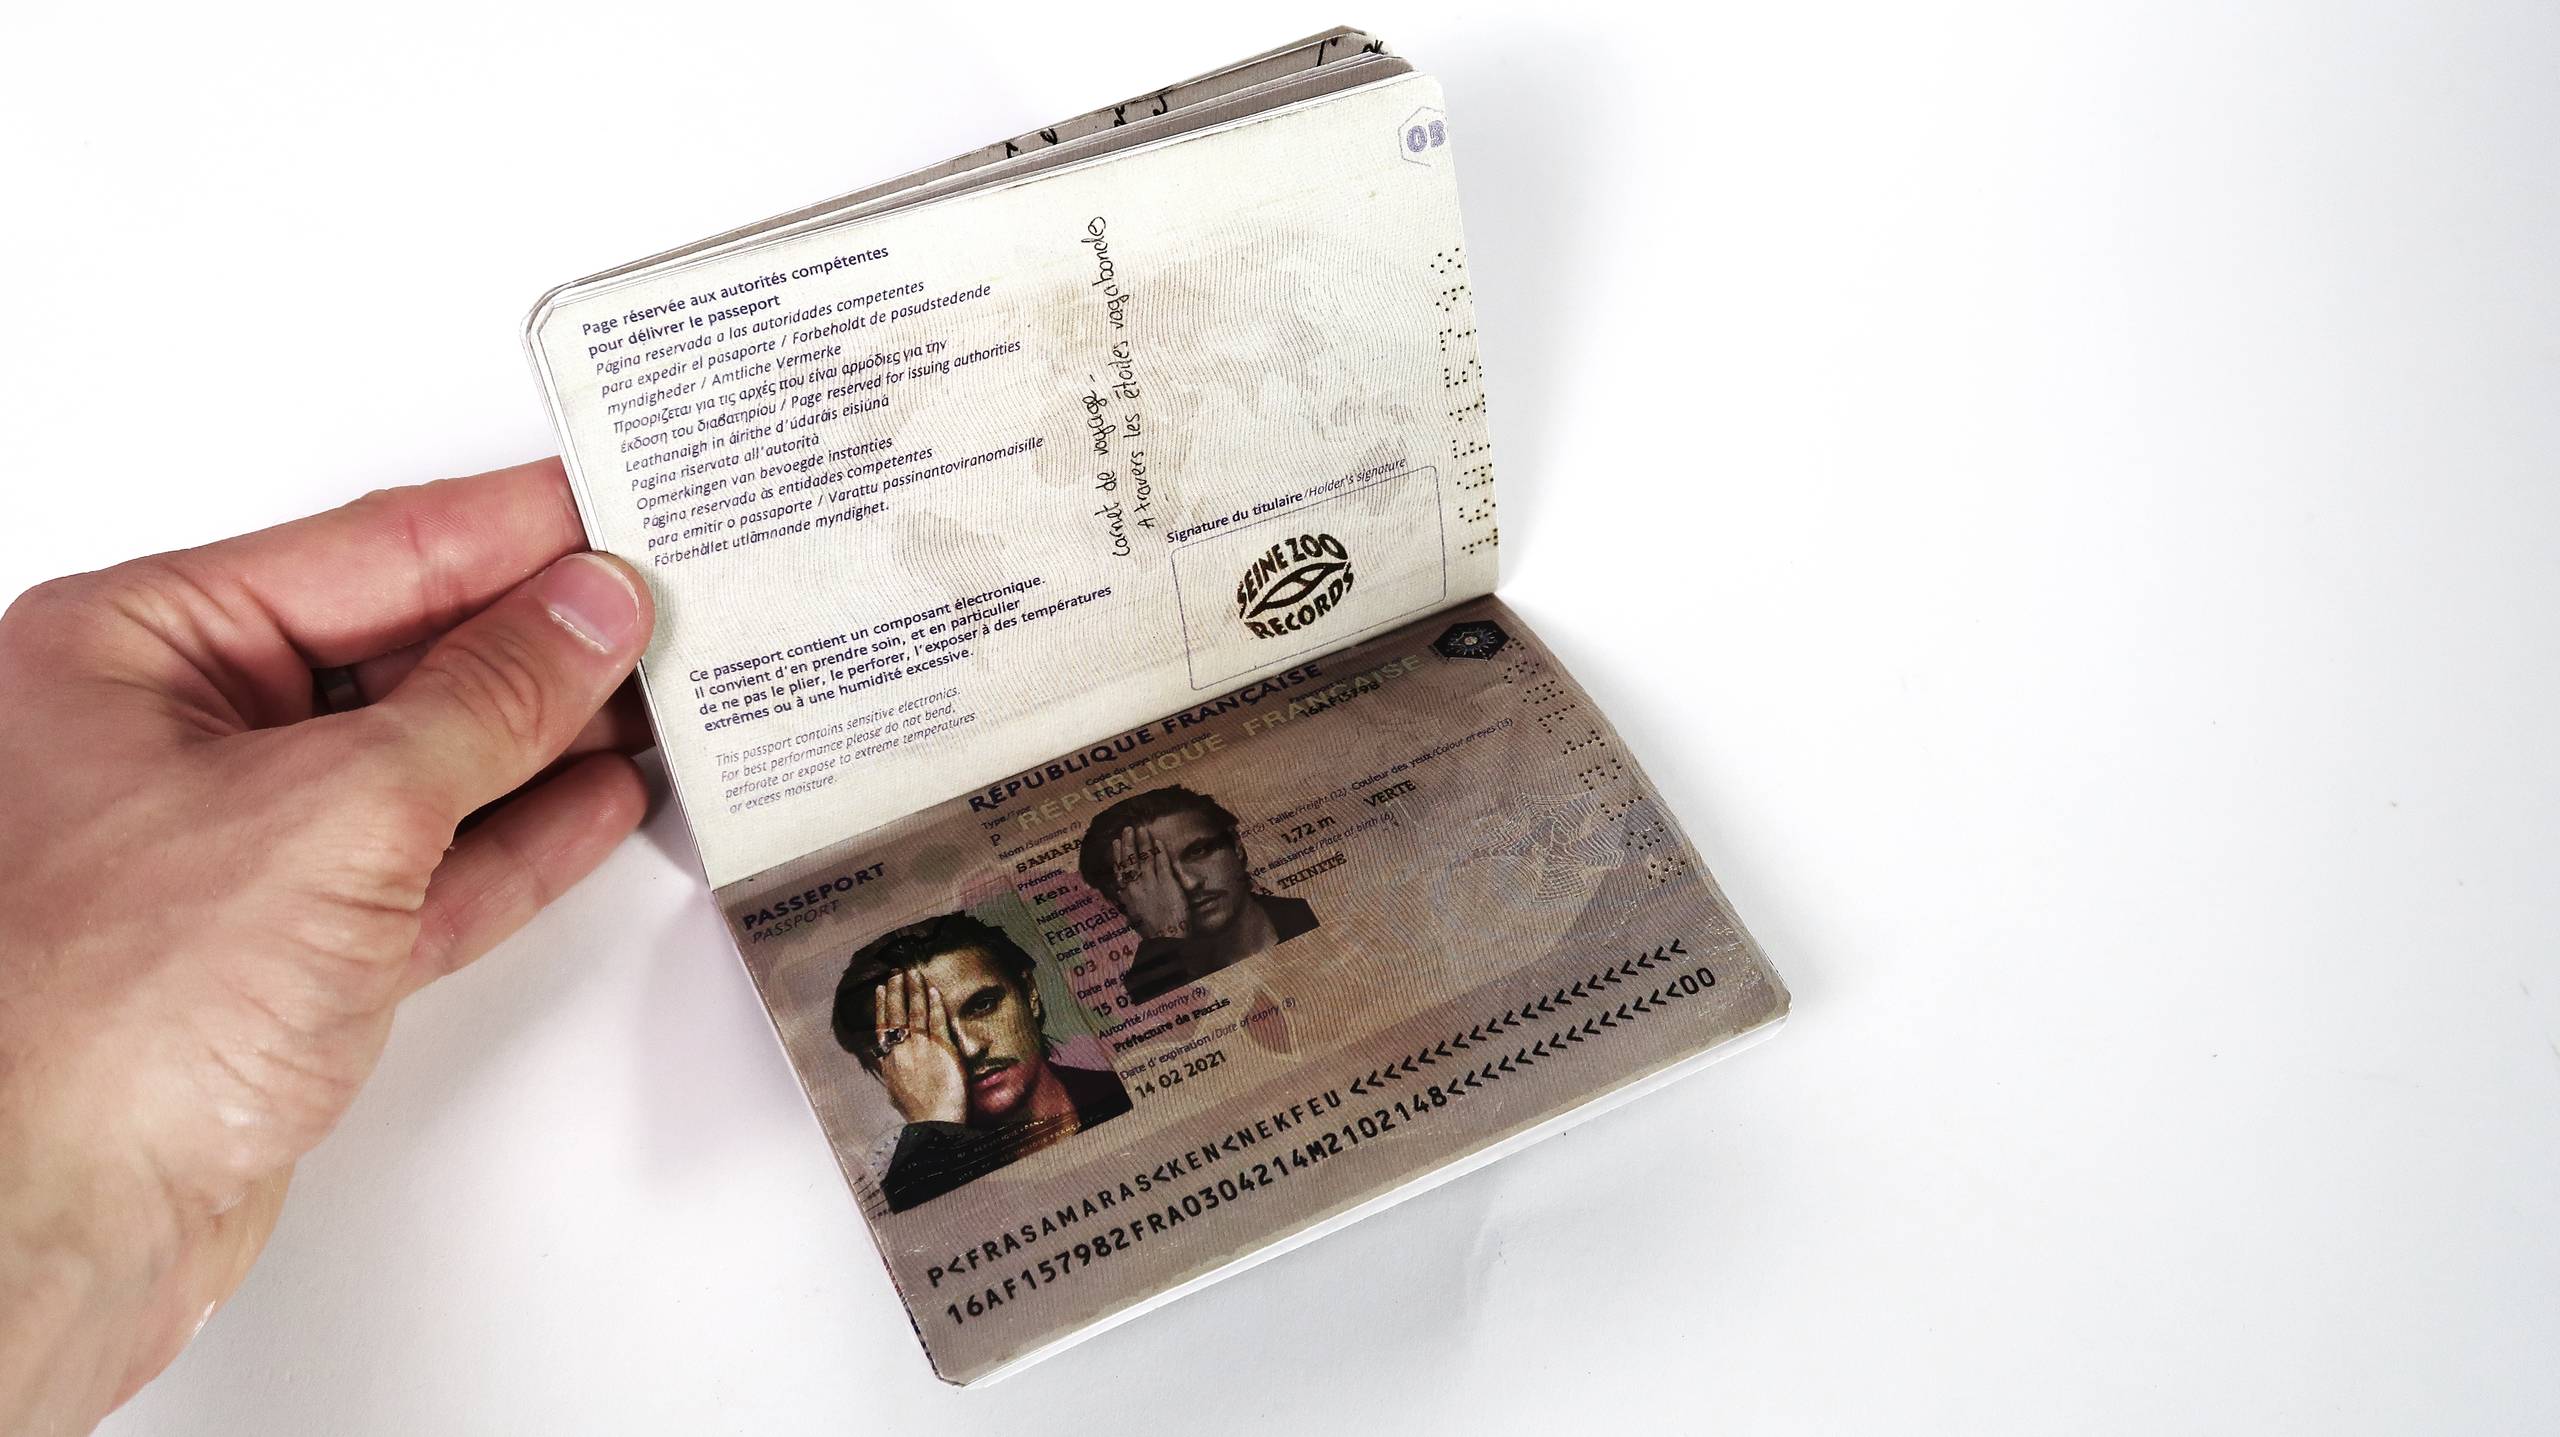 03
Page réservée aux autorités compétentes
pour délivrer le passeport
Página reservada a las autoridades competentes
para expedir el pasaporte / Forbeholdt de pasudstedende
myndigheder / Amtliche Vermerke
Προορίζεται για τις αρχές που είναι αρμόδιες για την
έκδοση του διαβατηρίου / Page reserved for issuing authorities
Leathanaigh in áirithe d'údaráis eisiúná
Pagina riservata all'autorità
Opmerkingen van bevoegde instanties
Página reservada às entidades competentes
para emitir o passaporte / Varattu passinantoviranomaisille
Förbehållet utlämnande myndighet.
Carnet de voyage -
A travers les étoiles vagabondes
Signature du titulaire/Holder's signature
SEINE ZOO
RECORDS
Ce passeport contient un composant électronique.
Il convient d'en prendre soin, et en particulier
de ne pas le plier, le perforer, l'exposer à des températures
extrêmes ou à une humidité excessive.
This passport contains sensitive electronics.
For best performance please do not bend,
perforate or expose to extreme temperatures
or excess moisture.
RÉPUBLIQUE FRANÇAISE
RÉPUBLIQUE FRANÇAISE
PASSEPORT
PASSPORT
Type/Type Code du pays/Country code
P FRA 16AF15798
Nom/Surname (1)
SAMARA
Prénoms
Ken,
Nationalité
Française
Taille/Height (12) Couleur des yeux/Colour of eyes (13)
1,72 m VERTE
Date de naissance
03 04
de naissance/Place of birth (6)
TRINITÉ
Date de
15 0
Autorité/Authority (9)
Préfecture de Paris
Date d'expiration/Date of expiry (8)
14 02 2021
P<FRASAMARAS<KEN<NEKFEU<<<<<<<<<<<<<<<<<<<<<
16AF157982FRA0304214M2102148<<<<<<<<<<<<<<00